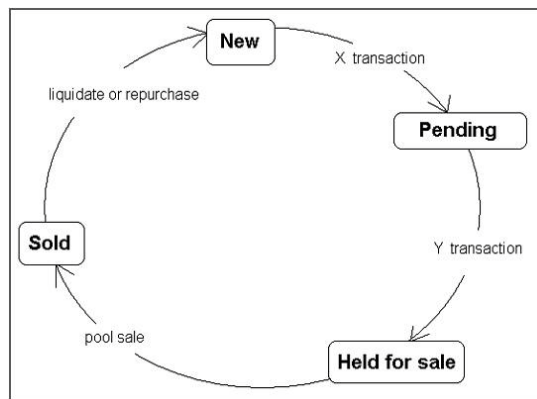 New
X transaction
liquidate or repurchase
Pending
Sold
Y transaction
pool sale
Held for sale